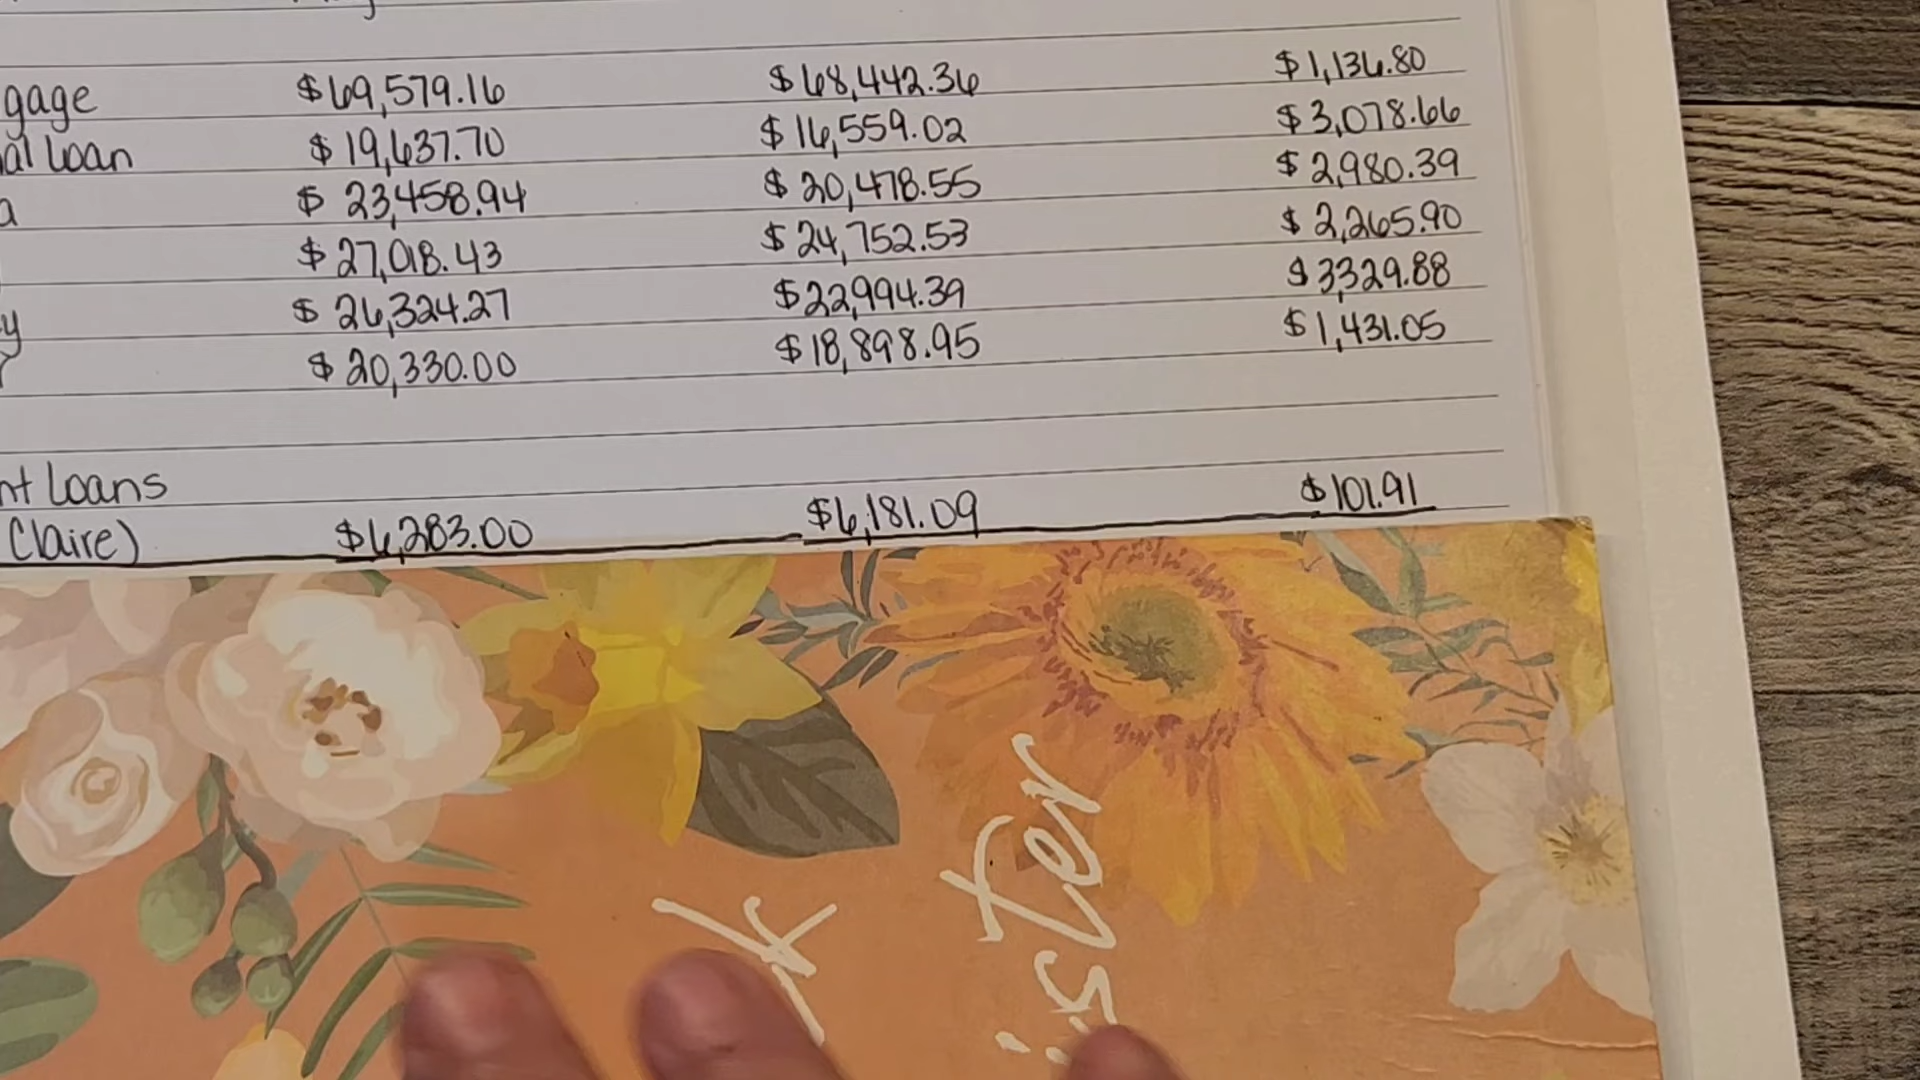 gage $69,579.16 $68,442.36 $1,136.80
al loan $19,637.70 $16,559.02 $3,078.66
a $23,458.94 $20,478.55 $2,980.39
$27,018.43 $24,752.53 $2,265.90
y $26,324.27 $22,994.39 $3,329.88
$20,330.00 $18,898.95 $1,431.05
nt loans
Claire) $6,283.00 $6,181.09 $101.91
k
ister